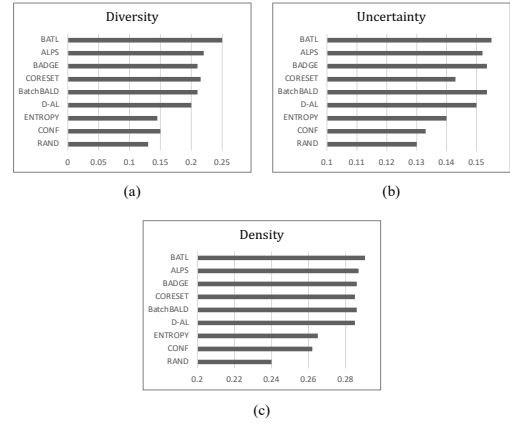 Diversity
BATL
ALPS
BADGE
CORESET
BatchBALD
D-AL
ENTROPY
CONF
RAND
0 0.05 0.1 0.15 0.2 0.25
(a)
Uncertainty
BATL
ALPS
BADGE
CORESET
BatchBALD
D-AL
ENTROPY
CONF
RAND
0.1 0.11 0.12 0.13 0.14 0.15
(b)
Density
BATL
ALPS
BADGE
CORESET
BatchBALD
D-AL
ENTROPY
CONF
RAND
0.2 0.22 0.24 0.26 0.28
(c)